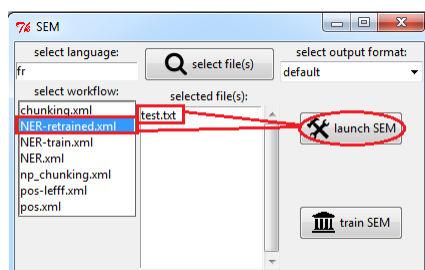 SEM
select language:
fr
select file(s)
select output format:
default
select workflow:
chunking.xml
NER-retrained.xml
NER-train.xml
NER.xml
np_chunking.xml
pos-lefff.xml
pos.xml
selected file(s):
test.txt
launch SEM
train SEM